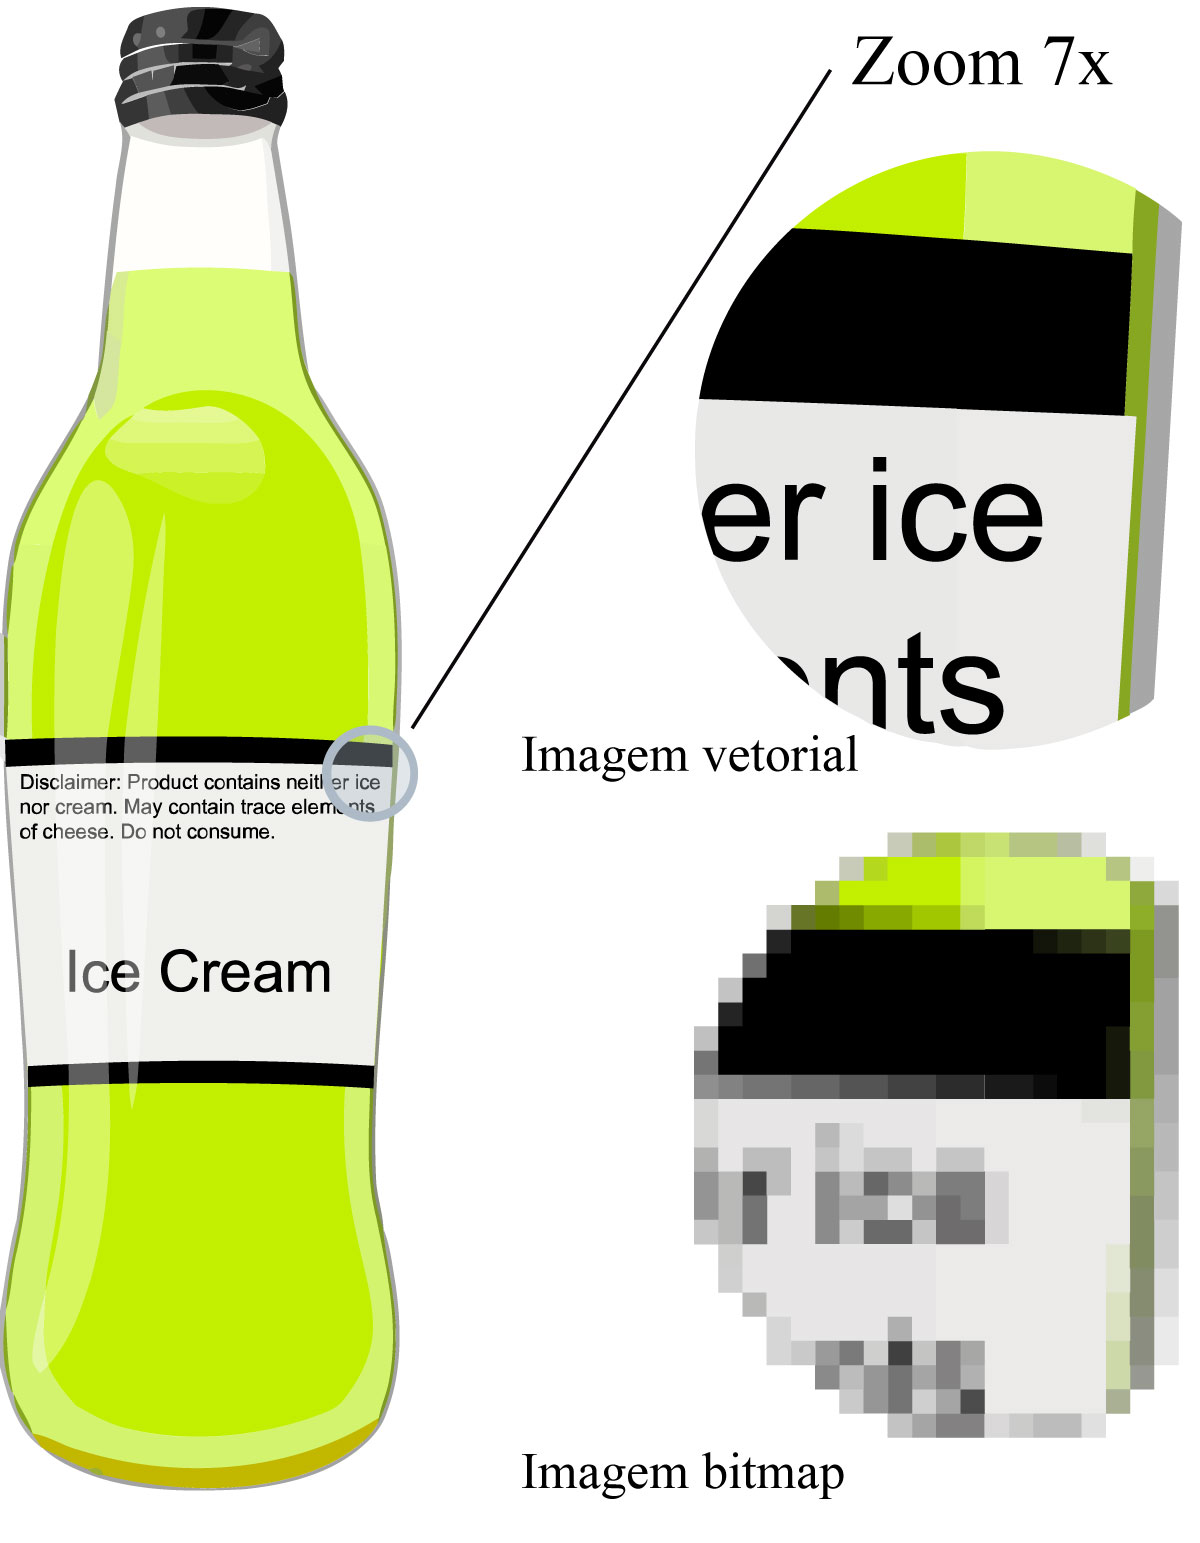 Zoom 7x
er ice
ents
Imagem vetorial
Disclaimer: Product contains neither ice
nor cream. May contain trace elements
of cheese. Do not consume.
Ice Cream
Imagem bitmap